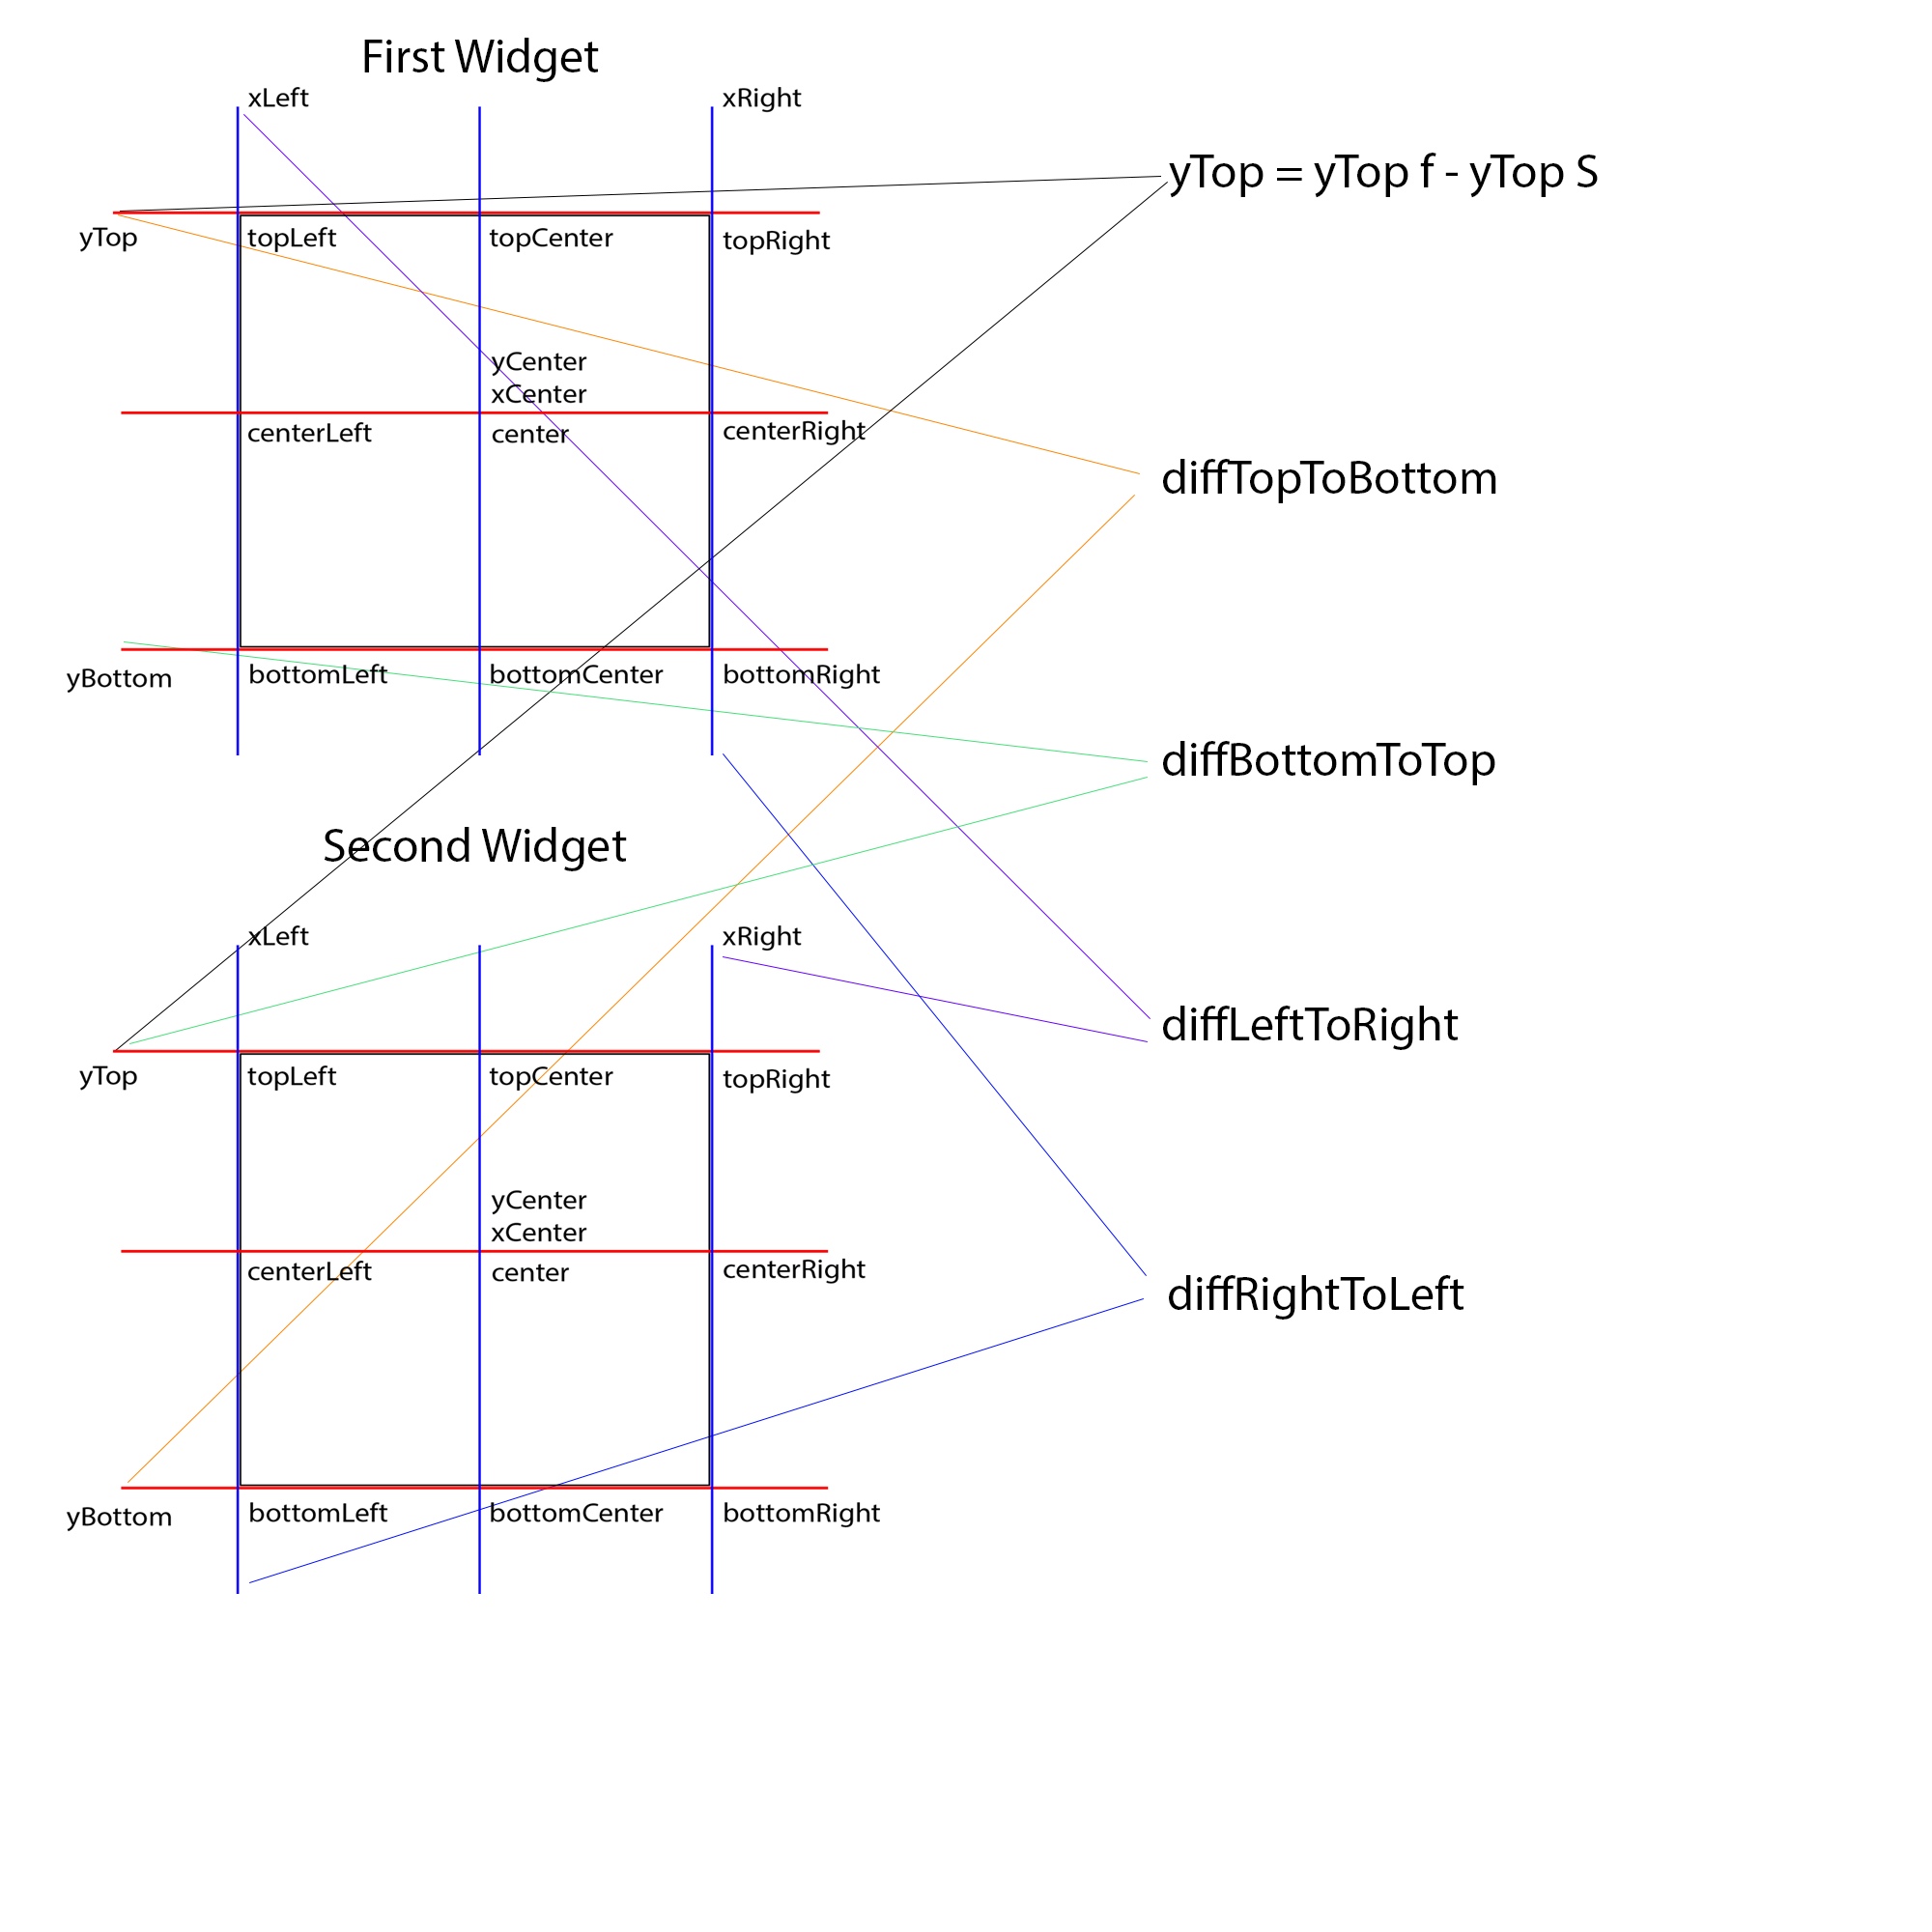 First Widget
xLeft
xRight
yTop = yTop f - yTop S
yTop
topLeft
topCenter
topRight
yCenter
xCenter
centerLeft
center
centerRight
diffTopToBottom
yBottom
bottomLeft
bottomCenter
bottomRight
diffBottomToTop
Second Widget
xLeft
xRight
diffLeftToRight
yTop
topLeft
topCenter
topRight
yCenter
xCenter
centerLeft
center
centerRight
diffRightToLeft
yBottom
bottomLeft
bottomCenter
bottomRight